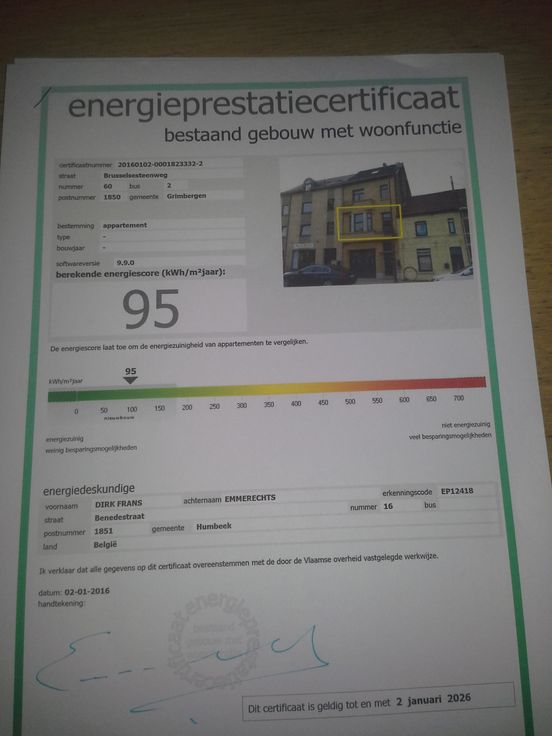 energieprestatiecertificaat
bestaand gebouw met woonfunctie
certificaatnummer 20160102-0001823332-2
straat Brusselsesteenweg
nummer 60 bus 2
postnummer 1850 gemeente Grimbergen
bestemming appartement
type -
bouwjaar -
softwareversie 9.9.0
berekende energiescore (kWh/m²jaar):
95
De energiescore laat toe om de energiezuinigheid van appartementen te vergelijken.
95
kWh/m²jaar
0 50 100 150 200 250 300 350 400 450 500 550 600 650 700
nieuwbouw
energiezuinig niet energiezuinig
weinig besparingsmogelijkheden veel besparingsmogelijkheden
energiedeskundige
voornaam DIRK FRANS achternaam EMMERECHTS erkenningscode EP12418
straat Benedestraat nummer 16 bus
postnummer 1851 gemeente Humbeek
land België
Ik verklaar dat alle gegevens op dit certificaat overeenstemmen met de door de Vlaamse overheid vastgelegde werkwijze.
datum: 02-01-2016
handtekening:
energieprestatiecertificaat
bestaand
gebouw met
Dit certificaat is geldig tot en met 2 januari 2026